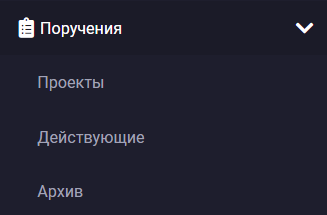 Поручения
Проекты
Действующие
Архив